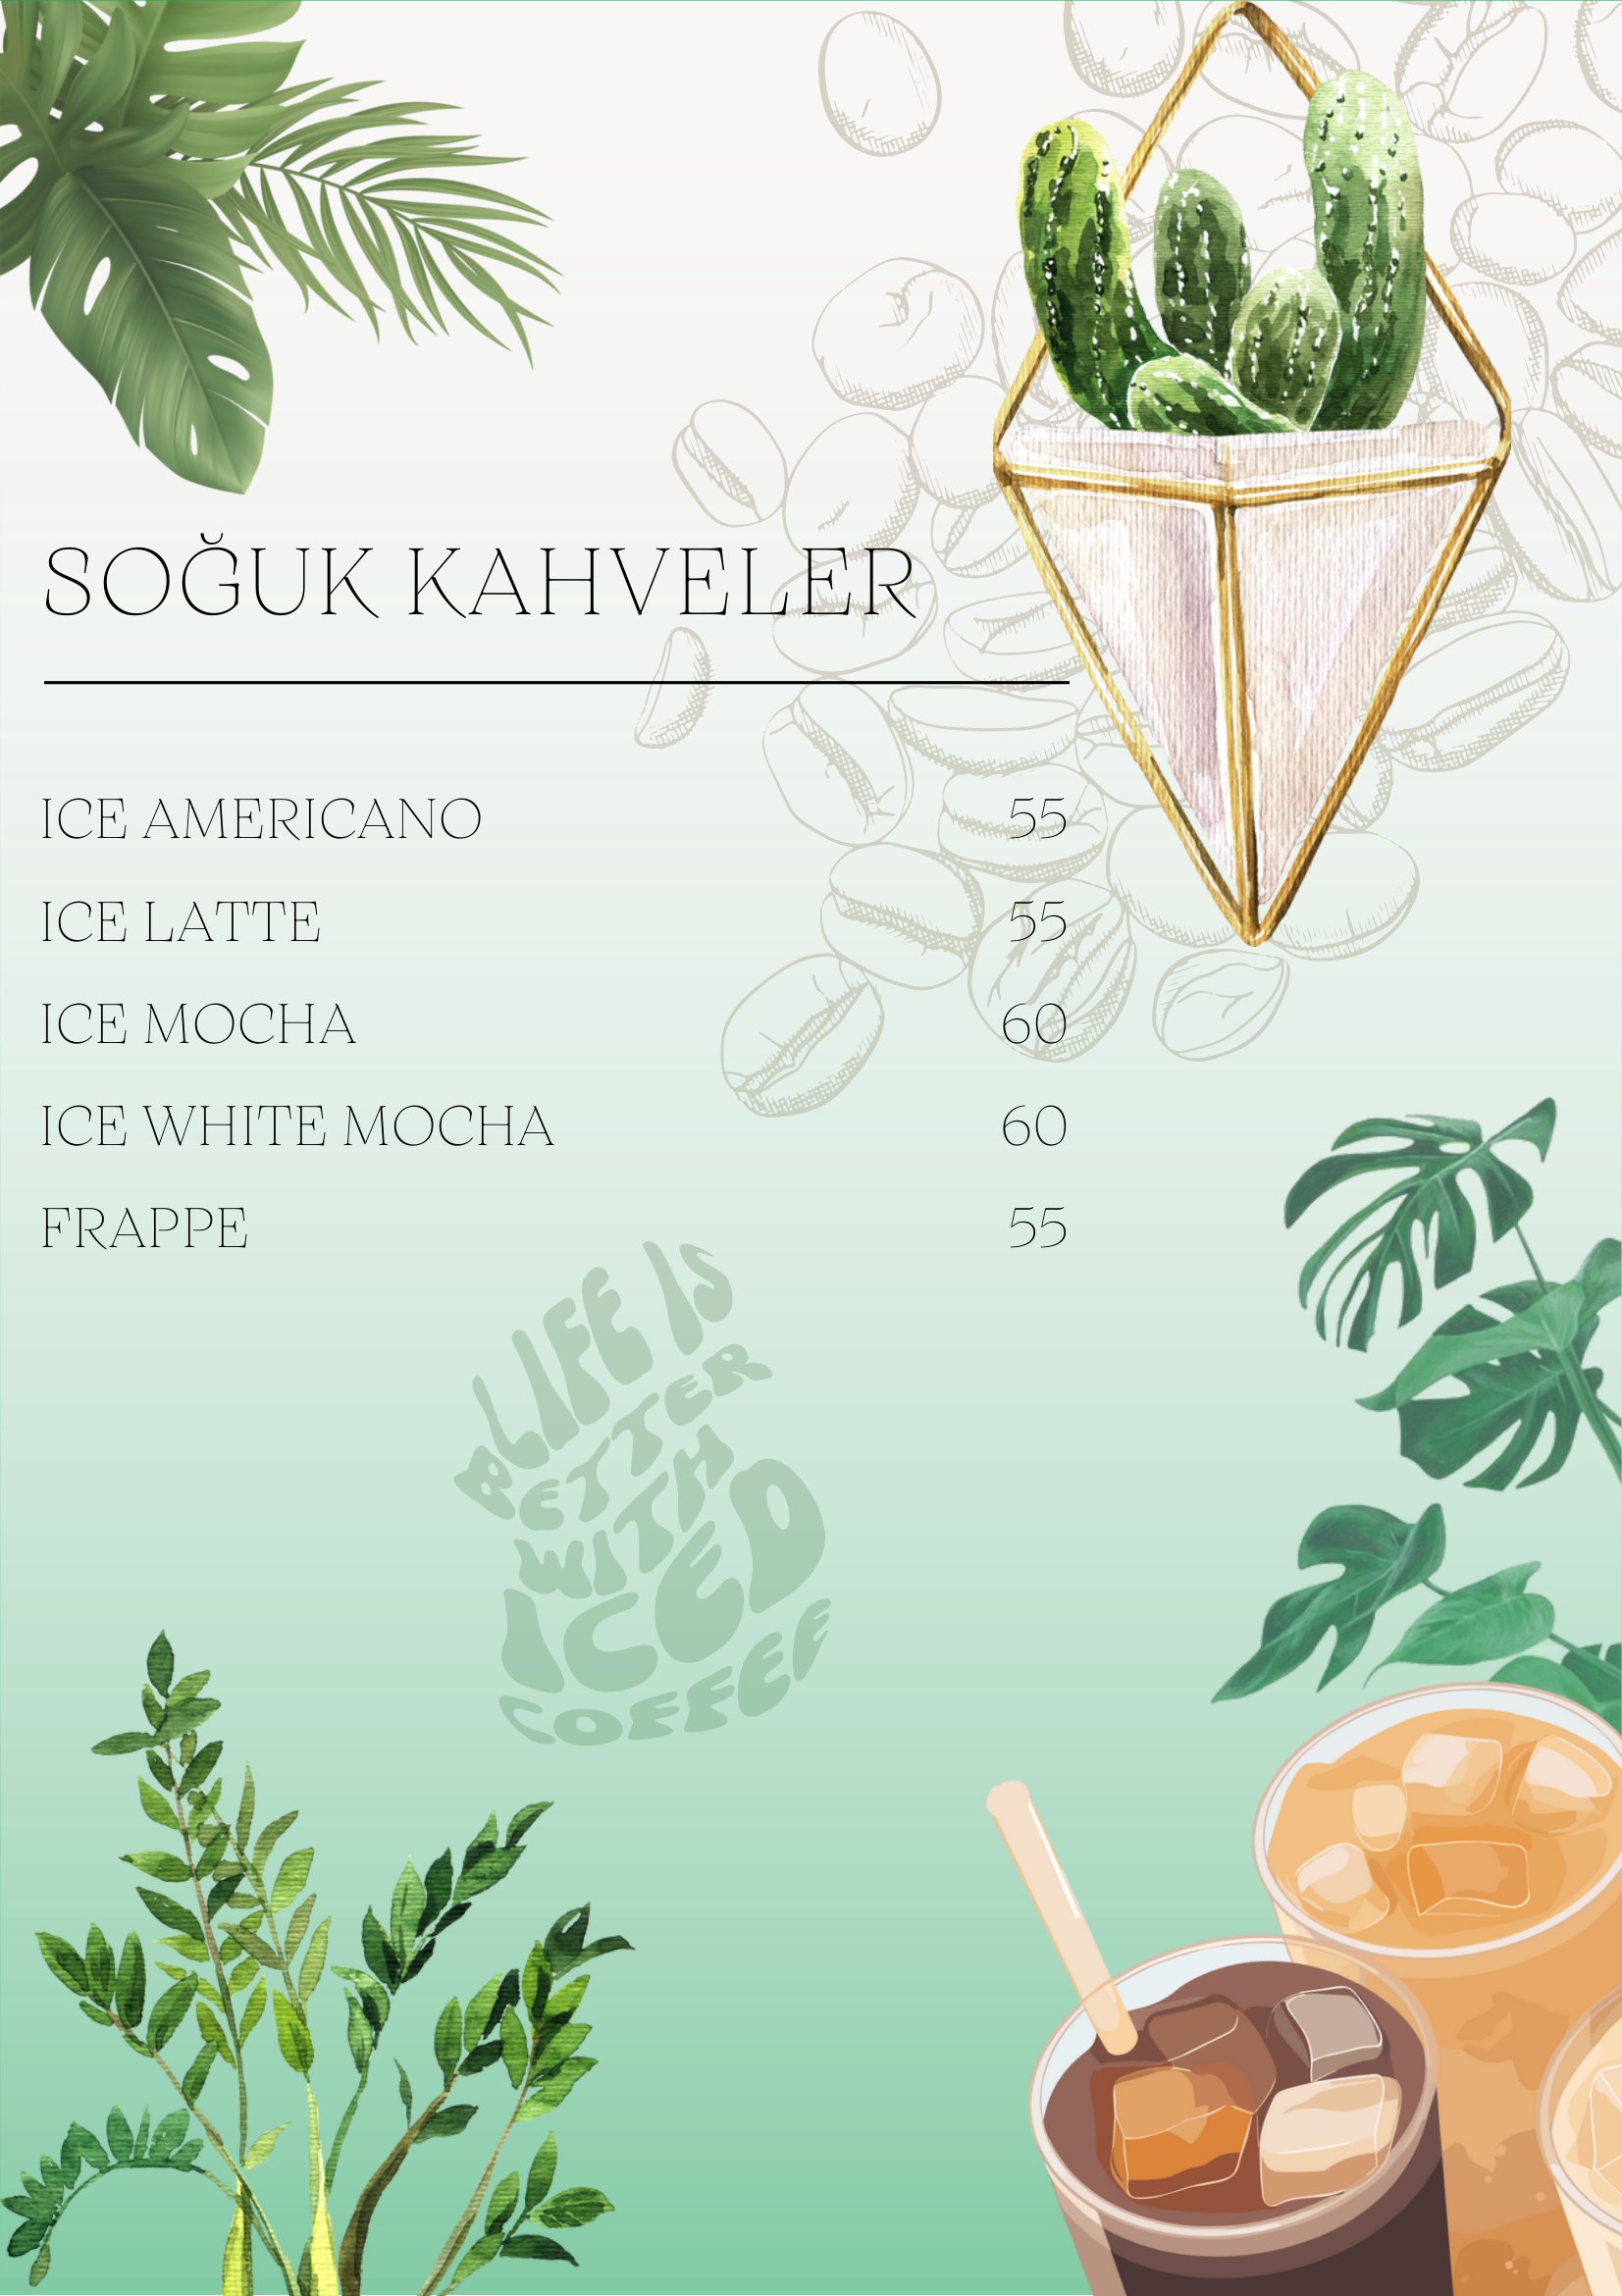 SOĞUK KAHVELER
ICE AMERICANO 55
ICE LATTE 55
ICE MOCHA 60
ICE WHITE MOCHA 60
FRAPPE 55
LIFE IS
BETTER
WITH
ICED
COFFEE